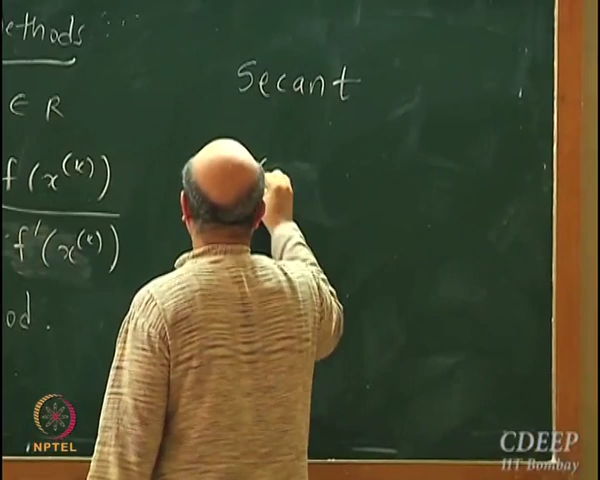 ethods
∈ R
f(x^(k))
f'(x^(k))
od.
Secant
NPTEL
CDEEP
IIT Bombay